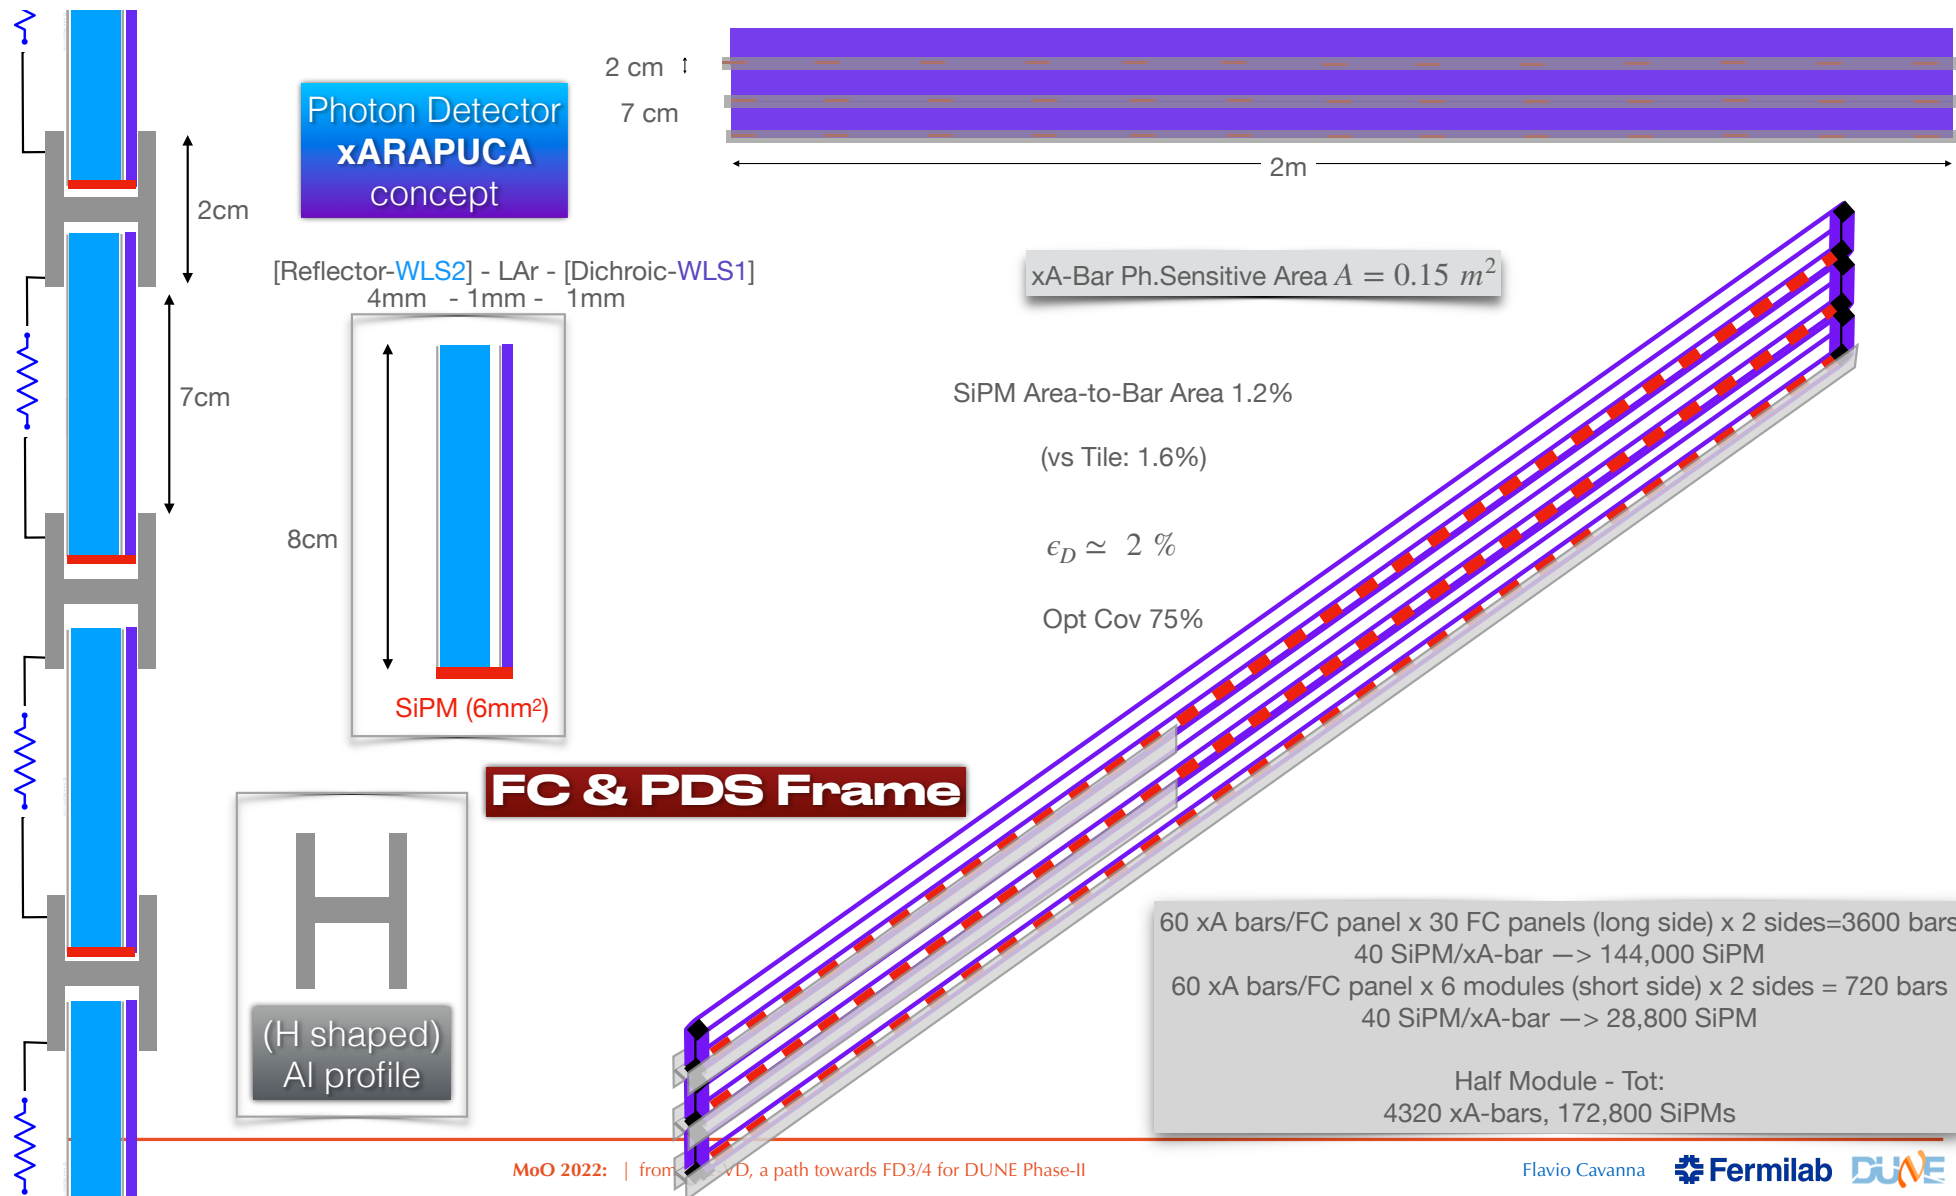 2 cm
7 cm
2m
Photon Detector
xARAPUCA
concept
2cm
[Reflector-WLS2] - LAr - [Dichroic-WLS1]
4mm - 1mm - 1mm
xA-Bar Ph.Sensitive Area A = 0.15 m²
7cm
8cm
SiPM Area-to-Bar Area 1.2%
(vs Tile: 1.6%)
ϵD ≃ 2 %
Opt Cov 75%
SiPM (6mm²)
FC & PDS Frame
(H shaped)
Al profile
60 xA bars/FC panel x 30 FC panels (long side) x 2 sides=3600 bars
40 SiPM/xA-bar —> 144,000 SiPM
60 xA bars/FC panel x 6 modules (short side) x 2 sides = 720 bars
40 SiPM/xA-bar —> 28,800 SiPM
Half Module - Tot:
4320 xA-bars, 172,800 SiPMs
MoO 2022: | from VD, a path towards FD3/4 for DUNE Phase-II
Flavio Cavanna
Fermilab
DUNE